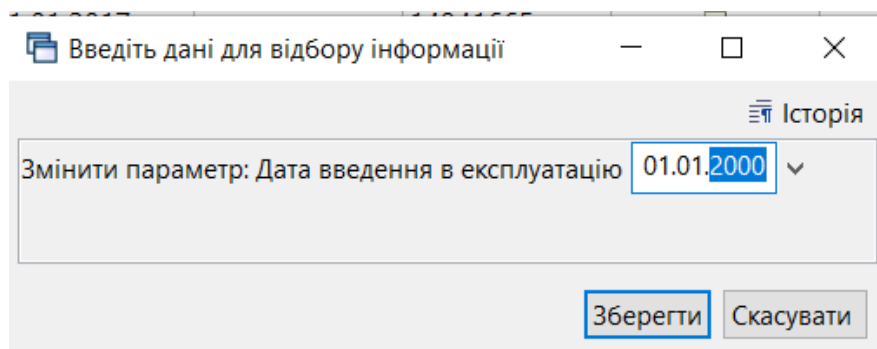 Введіть дані для відбору інформації
Історія
Змінити параметр: Дата введення в експлуатацію 01.01.2000
Зберегти Скасувати